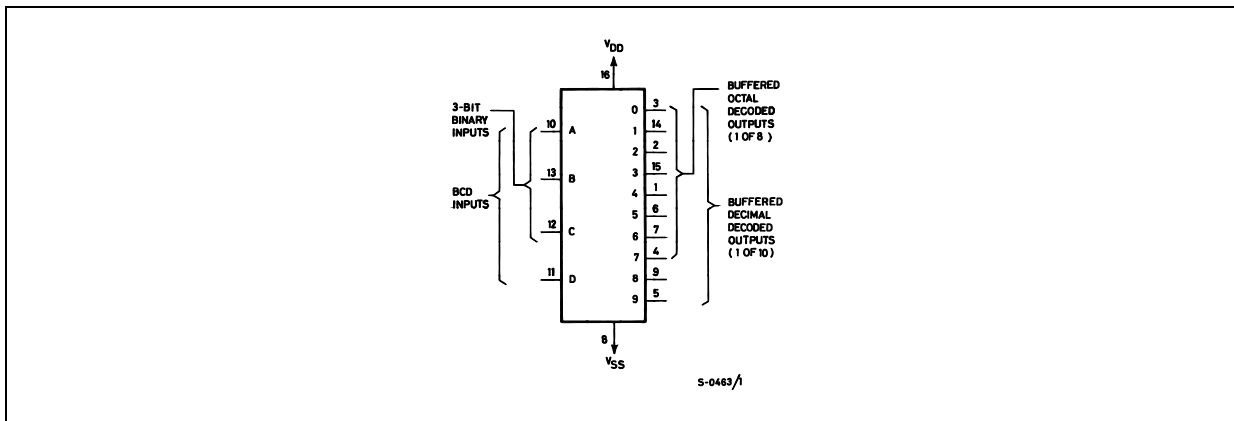 VDD
16
3-BIT
BINARY
INPUTS
BCD
INPUTS
10 A
13 B
12 C
11 D
0 3
1 14
2 2
3 15
4 1
5 6
6 7
7 4
8 9
9 5
BUFFERED
OCTAL
DECODED
OUTPUTS
(1 OF 8)
BUFFERED
DECIMAL
DECODED
OUTPUTS
(1 OF 10)
8
VSS
S-0463/1